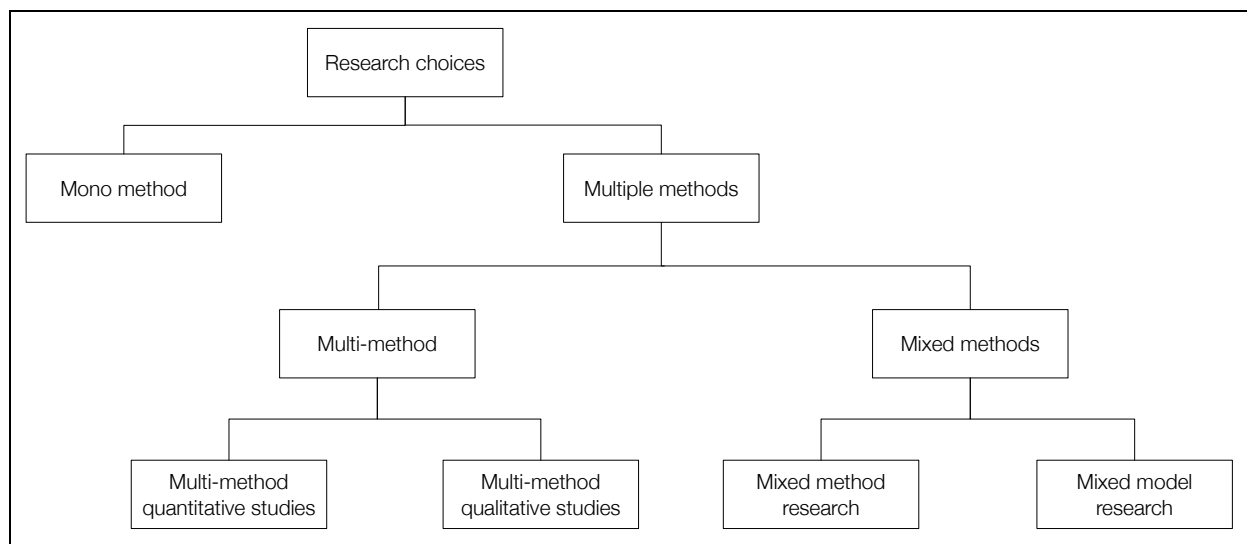 Research choices
Mono method
Multiple methods
Multi-method
Mixed methods
Multi-method
quantitative studies
Multi-method
qualitative studies
Mixed method
research
Mixed model
research